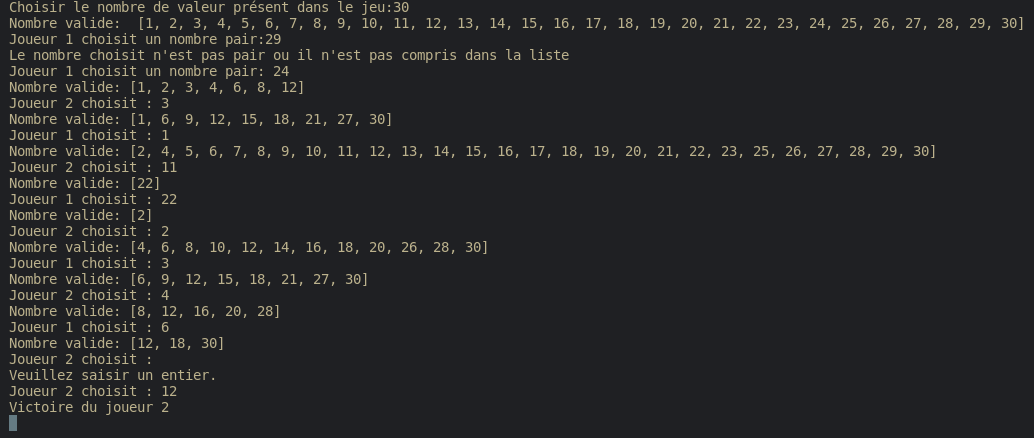 Choisir le nombre de valeur présent dans le jeu:30
Nombre valide:  [1, 2, 3, 4, 5, 6, 7, 8, 9, 10, 11, 12, 13, 14, 15, 16, 17, 18, 19, 20, 21, 22, 23, 24, 25, 26, 27, 28, 29, 30]
Joueur 1 choisit un nombre pair:29
Le nombre choisit n'est pas pair ou il n'est pas compris dans la liste
Joueur 1 choisit un nombre pair: 24
Nombre valide: [1, 2, 3, 4, 6, 8, 12]
Joueur 2 choisit : 3
Nombre valide: [1, 6, 9, 12, 15, 18, 21, 27, 30]
Joueur 1 choisit : 1
Nombre valide: [2, 4, 5, 6, 7, 8, 9, 10, 11, 12, 13, 14, 15, 16, 17, 18, 19, 20, 21, 22, 23, 25, 26, 27, 28, 29, 30]
Joueur 2 choisit : 11
Nombre valide: [22]
Joueur 1 choisit : 22
Nombre valide: [2]
Joueur 2 choisit : 2
Nombre valide: [4, 6, 8, 10, 12, 14, 16, 18, 20, 26, 28, 30]
Joueur 1 choisit : 3
Nombre valide: [6, 9, 12, 15, 18, 21, 27, 30]
Joueur 2 choisit : 4
Nombre valide: [8, 12, 16, 20, 28]
Joueur 1 choisit : 6
Nombre valide: [12, 18, 30]
Joueur 2 choisit :
Veuillez saisir un entier.
Joueur 2 choisit : 12
Victoire du joueur 2